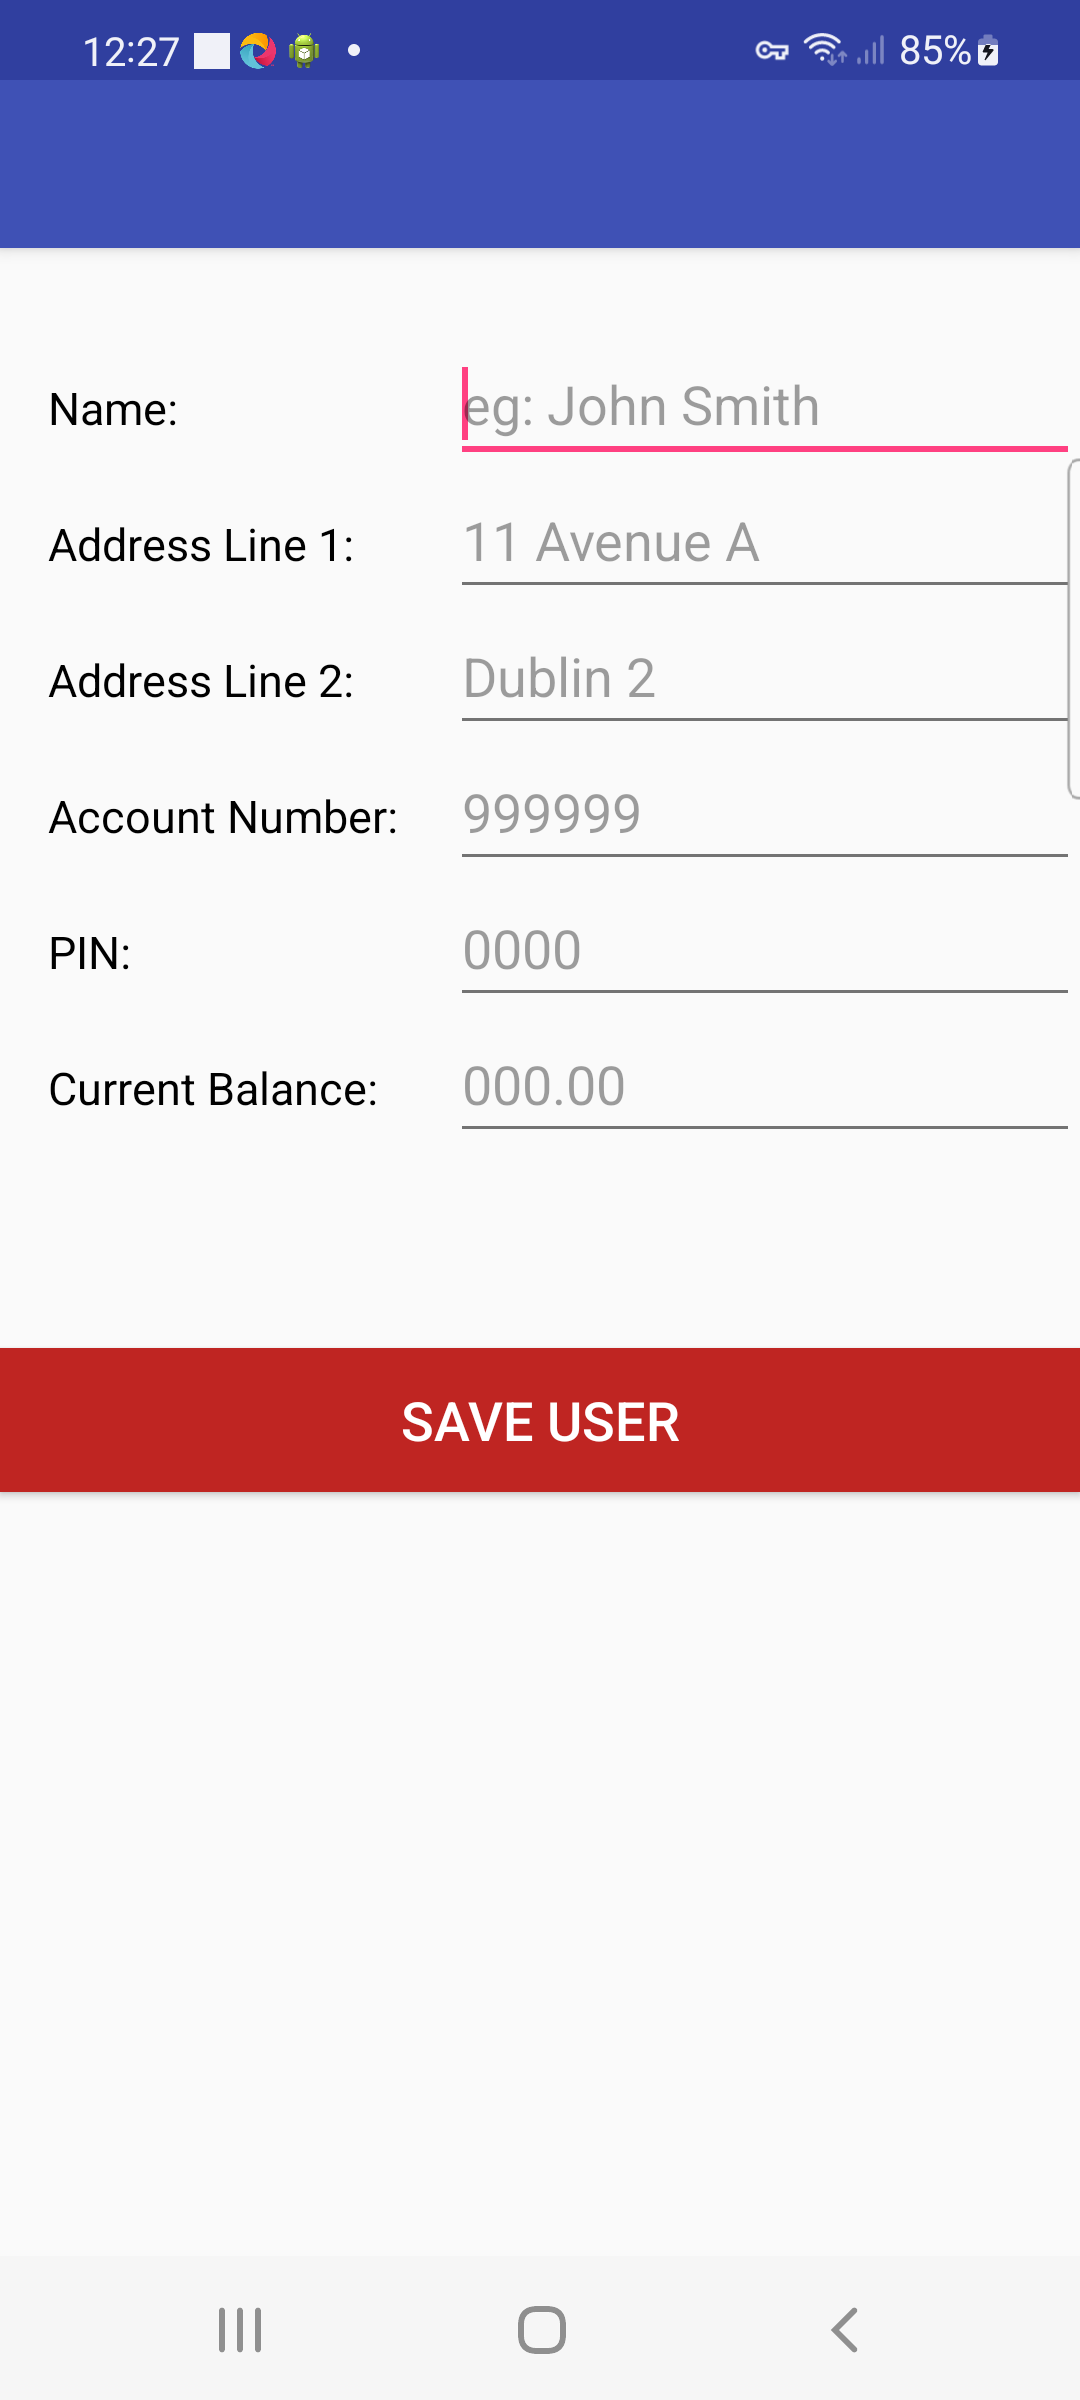 12:27 85%
Name: eg: John Smith
Address Line 1: 11 Avenue A
Address Line 2: Dublin 2
Account Number: 999999
PIN: 0000
Current Balance: 000.00
SAVE USER